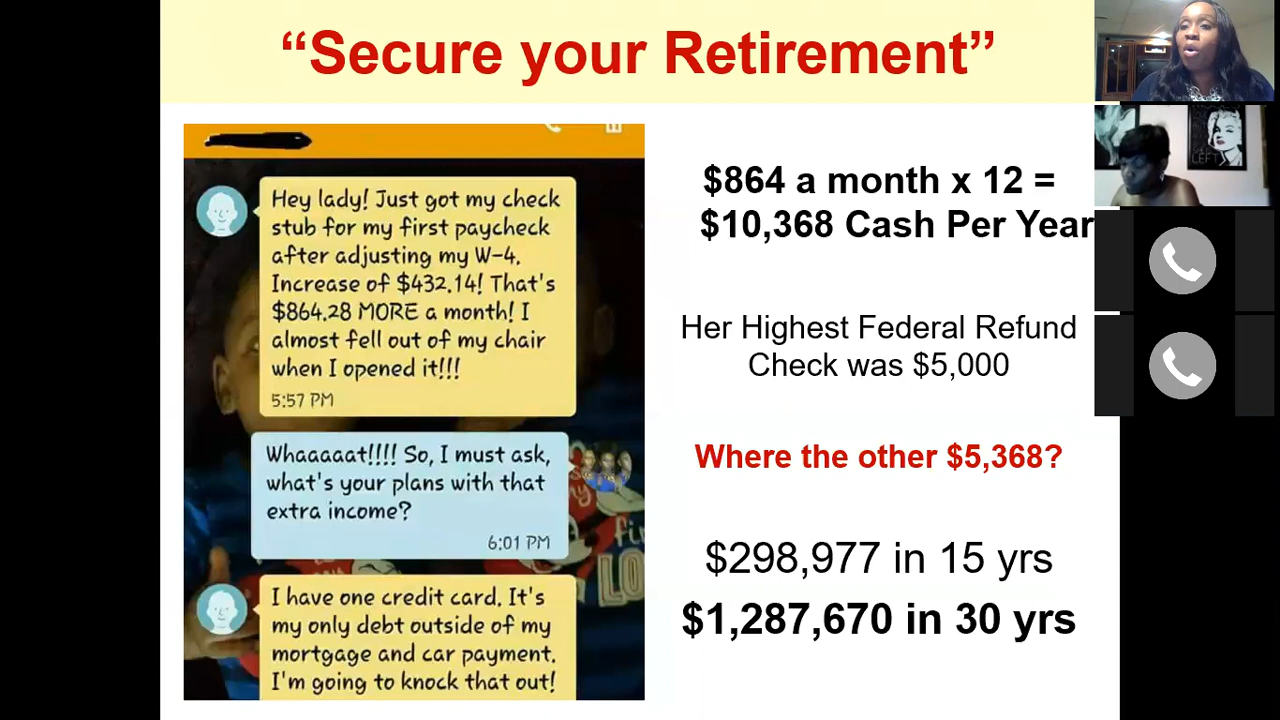 “Secure your Retirement”
Hey lady! Just got my check
stub for my first paycheck
after adjusting my W-4.
Increase of $432.14! That's
$864.28 MORE a month! I
almost fell out of my chair
when I opened it!!!
5:57 PM
Whaaaaat!!!! So, I must ask,
what's your plans with that
extra income?
6:01 PM
I have one credit card. It's
my only debt outside of my
mortgage and car payment.
I'm going to knock that out!
$864 a month x 12 =
$10,368 Cash Per Year
Her Highest Federal Refund
Check was $5,000
Where the other $5,368?
$298,977 in 15 yrs
$1,287,670 in 30 yrs
LEFT